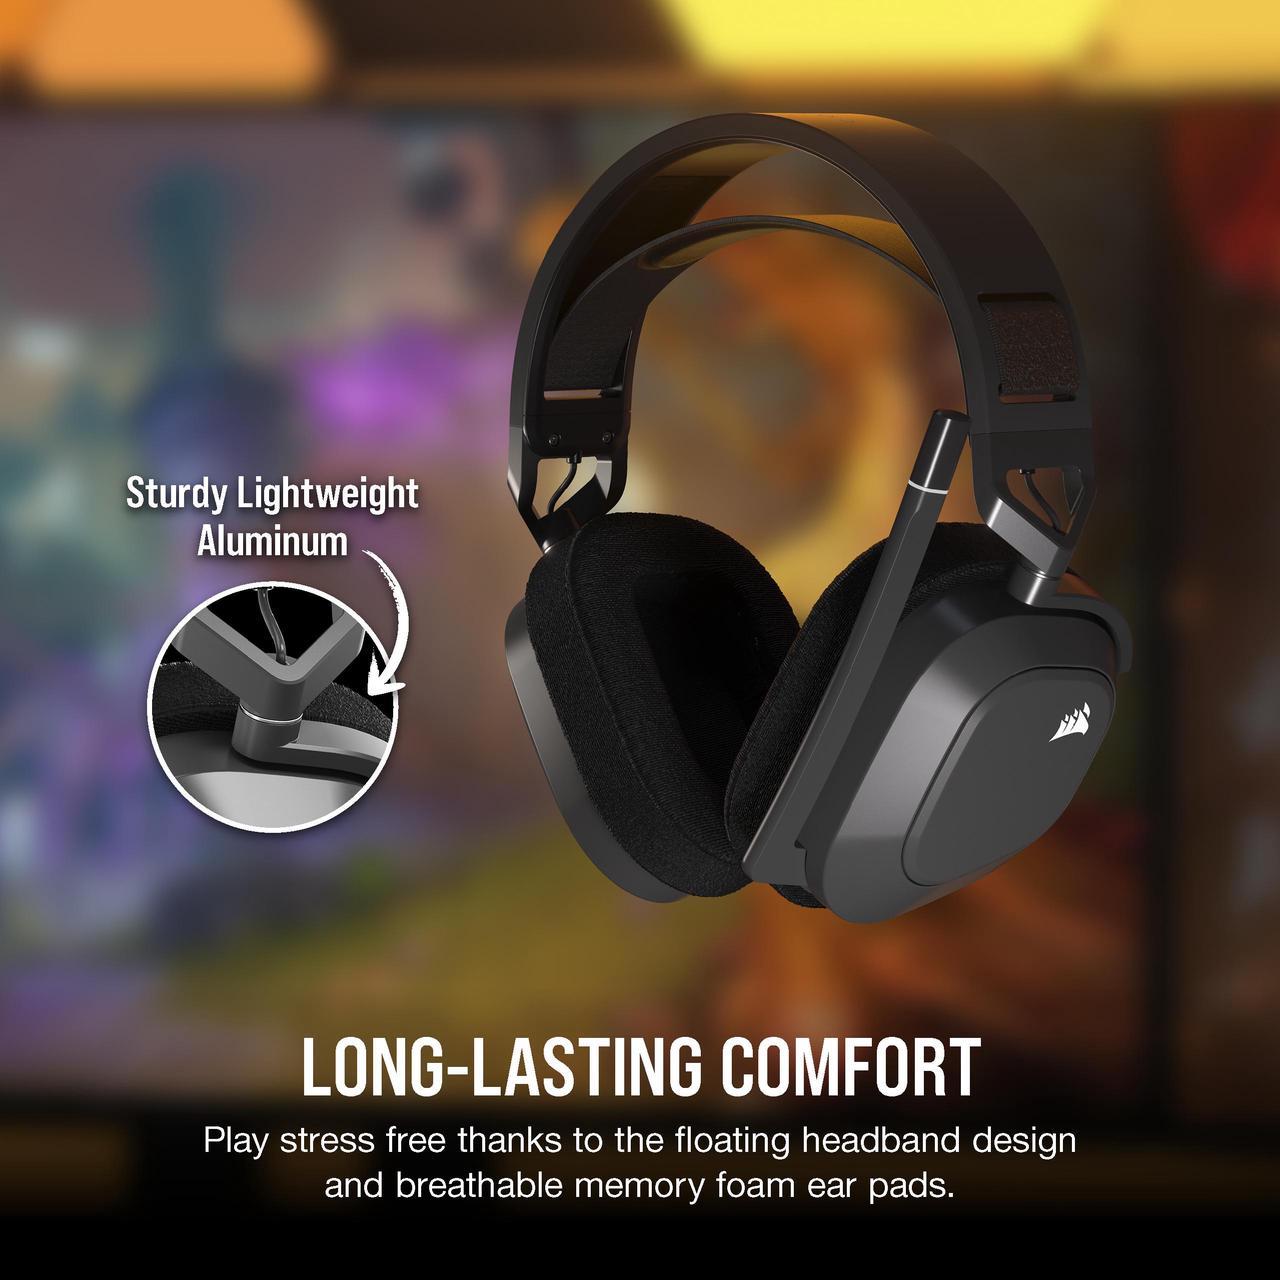 Sturdy Lightweight
Aluminum
LONG-LASTING COMFORT
Play stress free thanks to the floating headband design
and breathable memory foam ear pads.